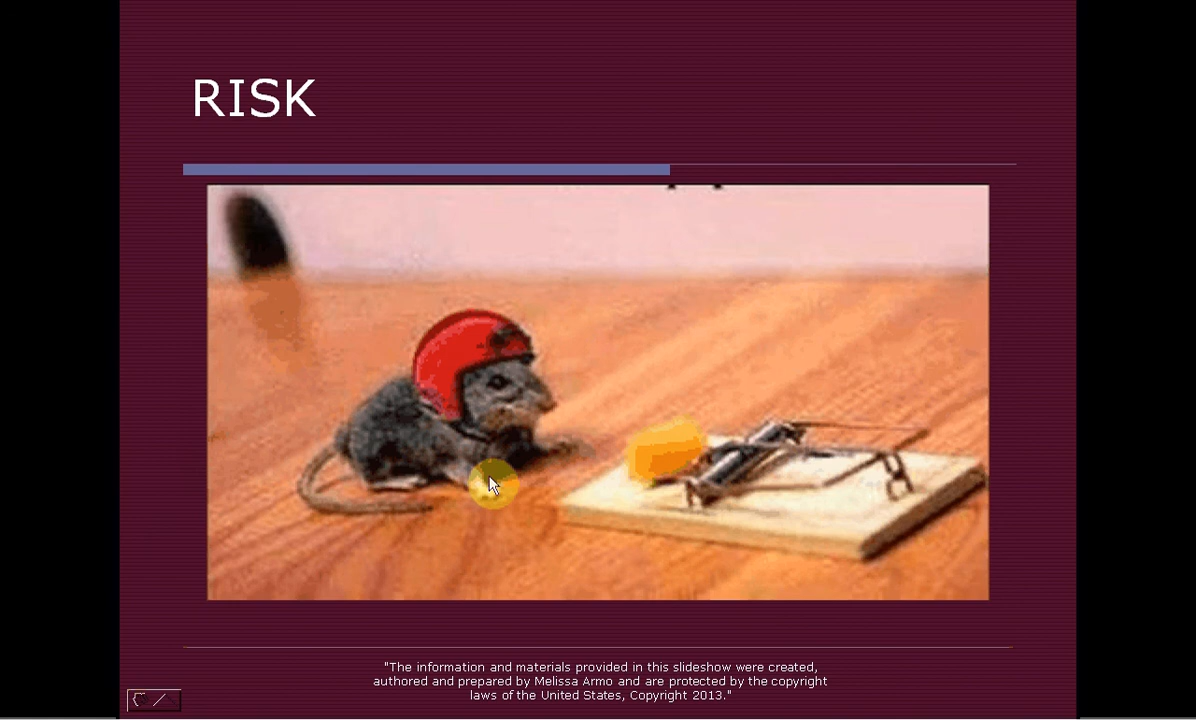 RISK
"The information and materials provided in this slideshow were created,
authored and prepared by Melissa Armo and are protected by the copyright
laws of the United States, Copyright 2013."